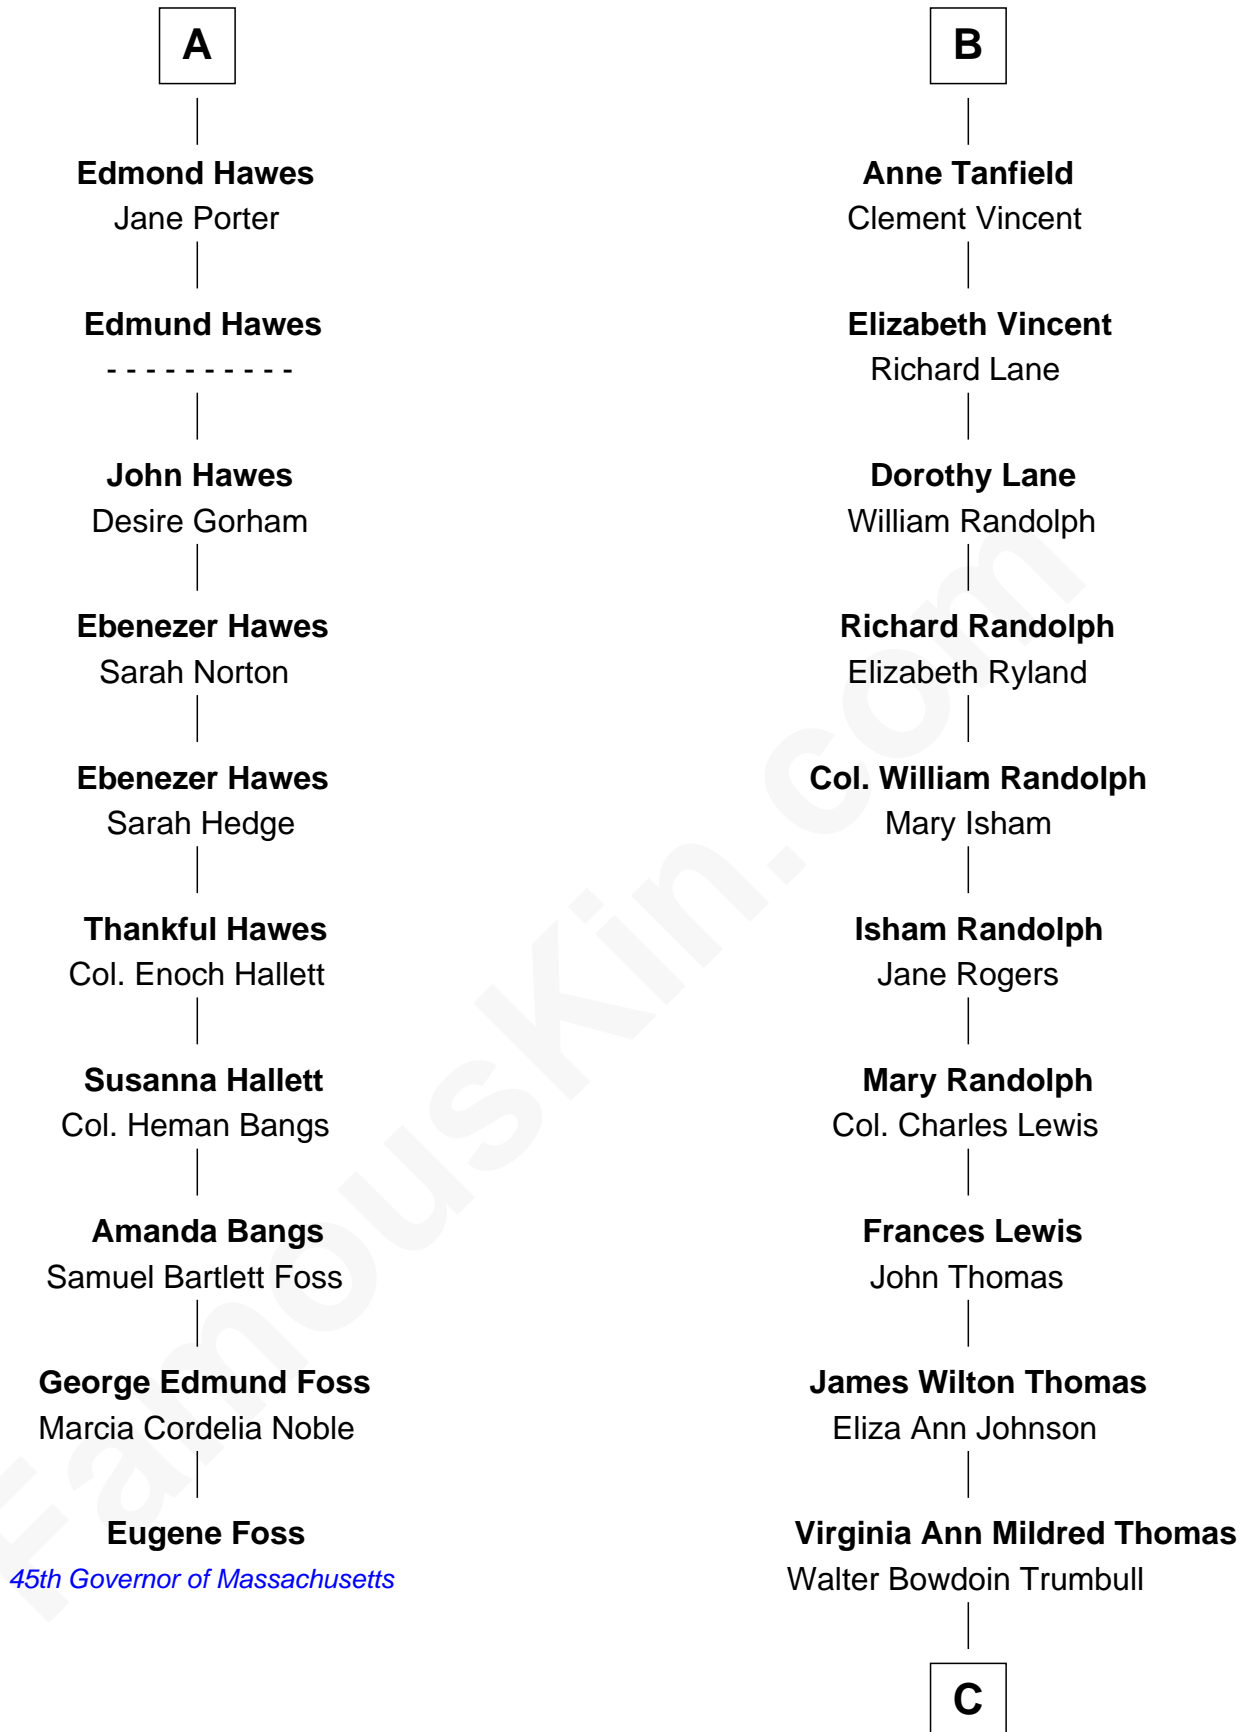 A
Edmond Hawes
Jane Porter
Edmund Hawes
- - - - - - - - - -
John Hawes
Desire Gorham
Ebenezer Hawes
Sarah Norton
Ebenezer Hawes
Sarah Hedge
Thankful Hawes
Col. Enoch Hallett
Susanna Hallett
Col. Heman Bangs
Amanda Bangs
Samuel Bartlett Foss
George Edmund Foss
Marcia Cordelia Noble
Eugene Foss
45th Governor of Massachusetts
B
Anne Tanfield
Clement Vincent
Elizabeth Vincent
Richard Lane
Dorothy Lane
William Randolph
Richard Randolph
Elizabeth Ryland
Col. William Randolph
Mary Isham
Isham Randolph
Jane Rogers
Mary Randolph
Col. Charles Lewis
Frances Lewis
John Thomas
James Wilton Thomas
Eliza Ann Johnson
Virginia Ann Mildred Thomas
Walter Bowdoin Trumbull
C
FamousKin.com